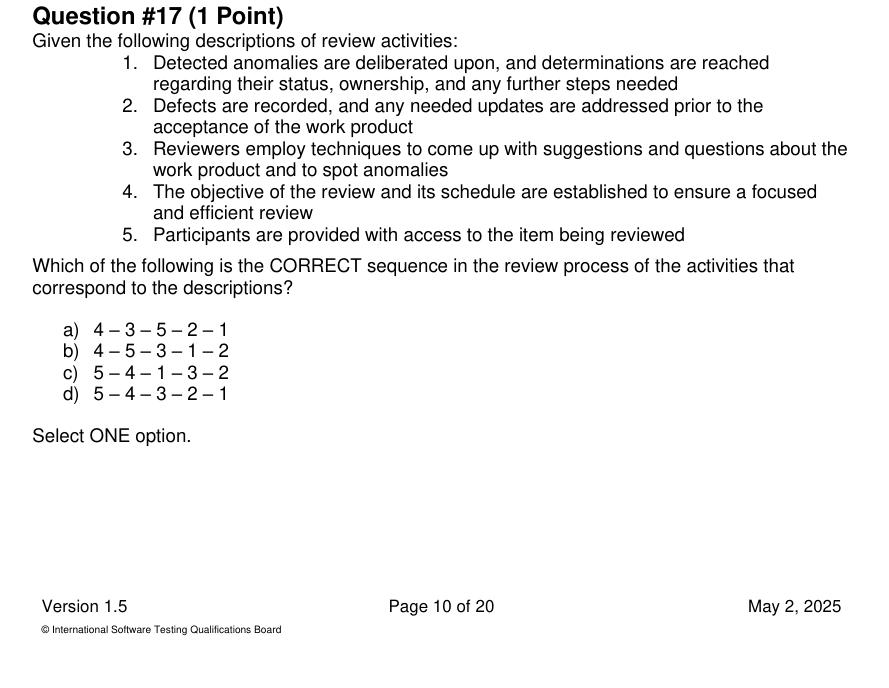 Question #17 (1 Point)
Given the following descriptions of review activities:
1. Detected anomalies are deliberated upon, and determinations are reached
regarding their status, ownership, and any further steps needed
2. Defects are recorded, and any needed updates are addressed prior to the
acceptance of the work product
3. Reviewers employ techniques to come up with suggestions and questions about the
work product and to spot anomalies
4. The objective of the review and its schedule are established to ensure a focused
and efficient review
5. Participants are provided with access to the item being reviewed
Which of the following is the CORRECT sequence in the review process of the activities that
correspond to the descriptions?
a) 4 – 3 – 5 – 2 – 1
b) 4 – 5 – 3 – 1 – 2
c) 5 – 4 – 1 – 3 – 2
d) 5 – 4 – 3 – 2 – 1
Select ONE option.
Version 1.5 Page 10 of 20 May 2, 2025
© International Software Testing Qualifications Board